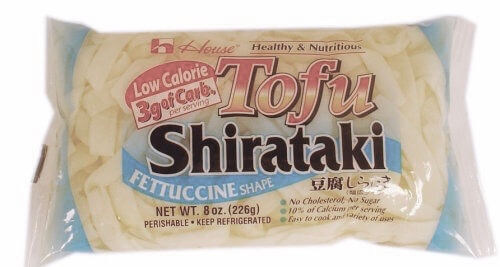 House
Healthy & Nutritious
Low Calorie
3g of Carb.
per serving
Tofu
Shirataki
FETTUCCINE SHAPE
豆腐しらたき
NET WT. 8 oz. (226g)
PERISHABLE • KEEP REFRIGERATED
• No Cholesterol, No Sugar
• 10% of Calcium per serving
• Easy to cook and variety of uses